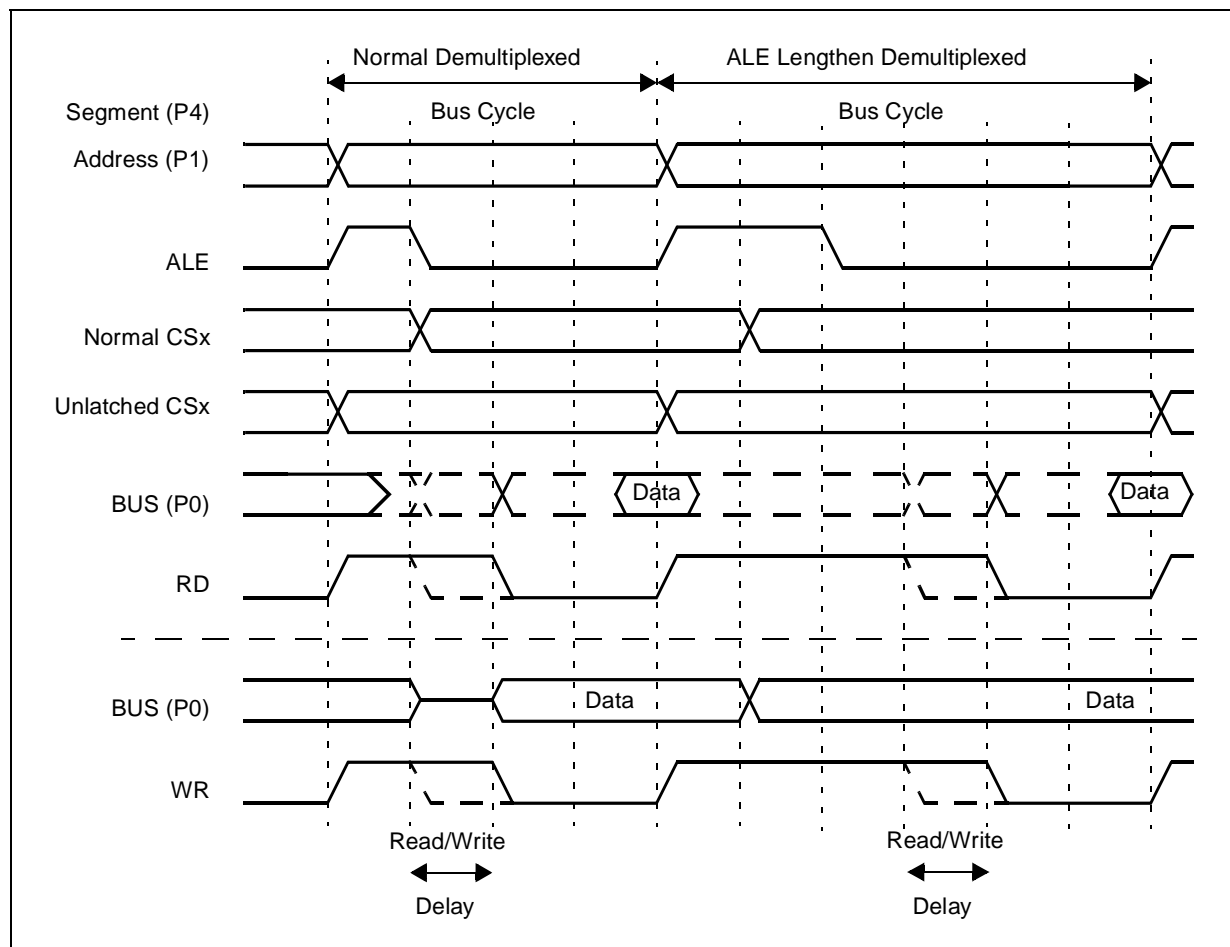 Normal Demultiplexed
ALE Lengthen Demultiplexed
Segment (P4)
Bus Cycle
Bus Cycle
Address (P1)
ALE
Normal CSx
Unlatched CSx
BUS (P0)
Data
Data
RD
BUS (P0)
Data
Data
WR
Read/Write
Read/Write
Delay
Delay